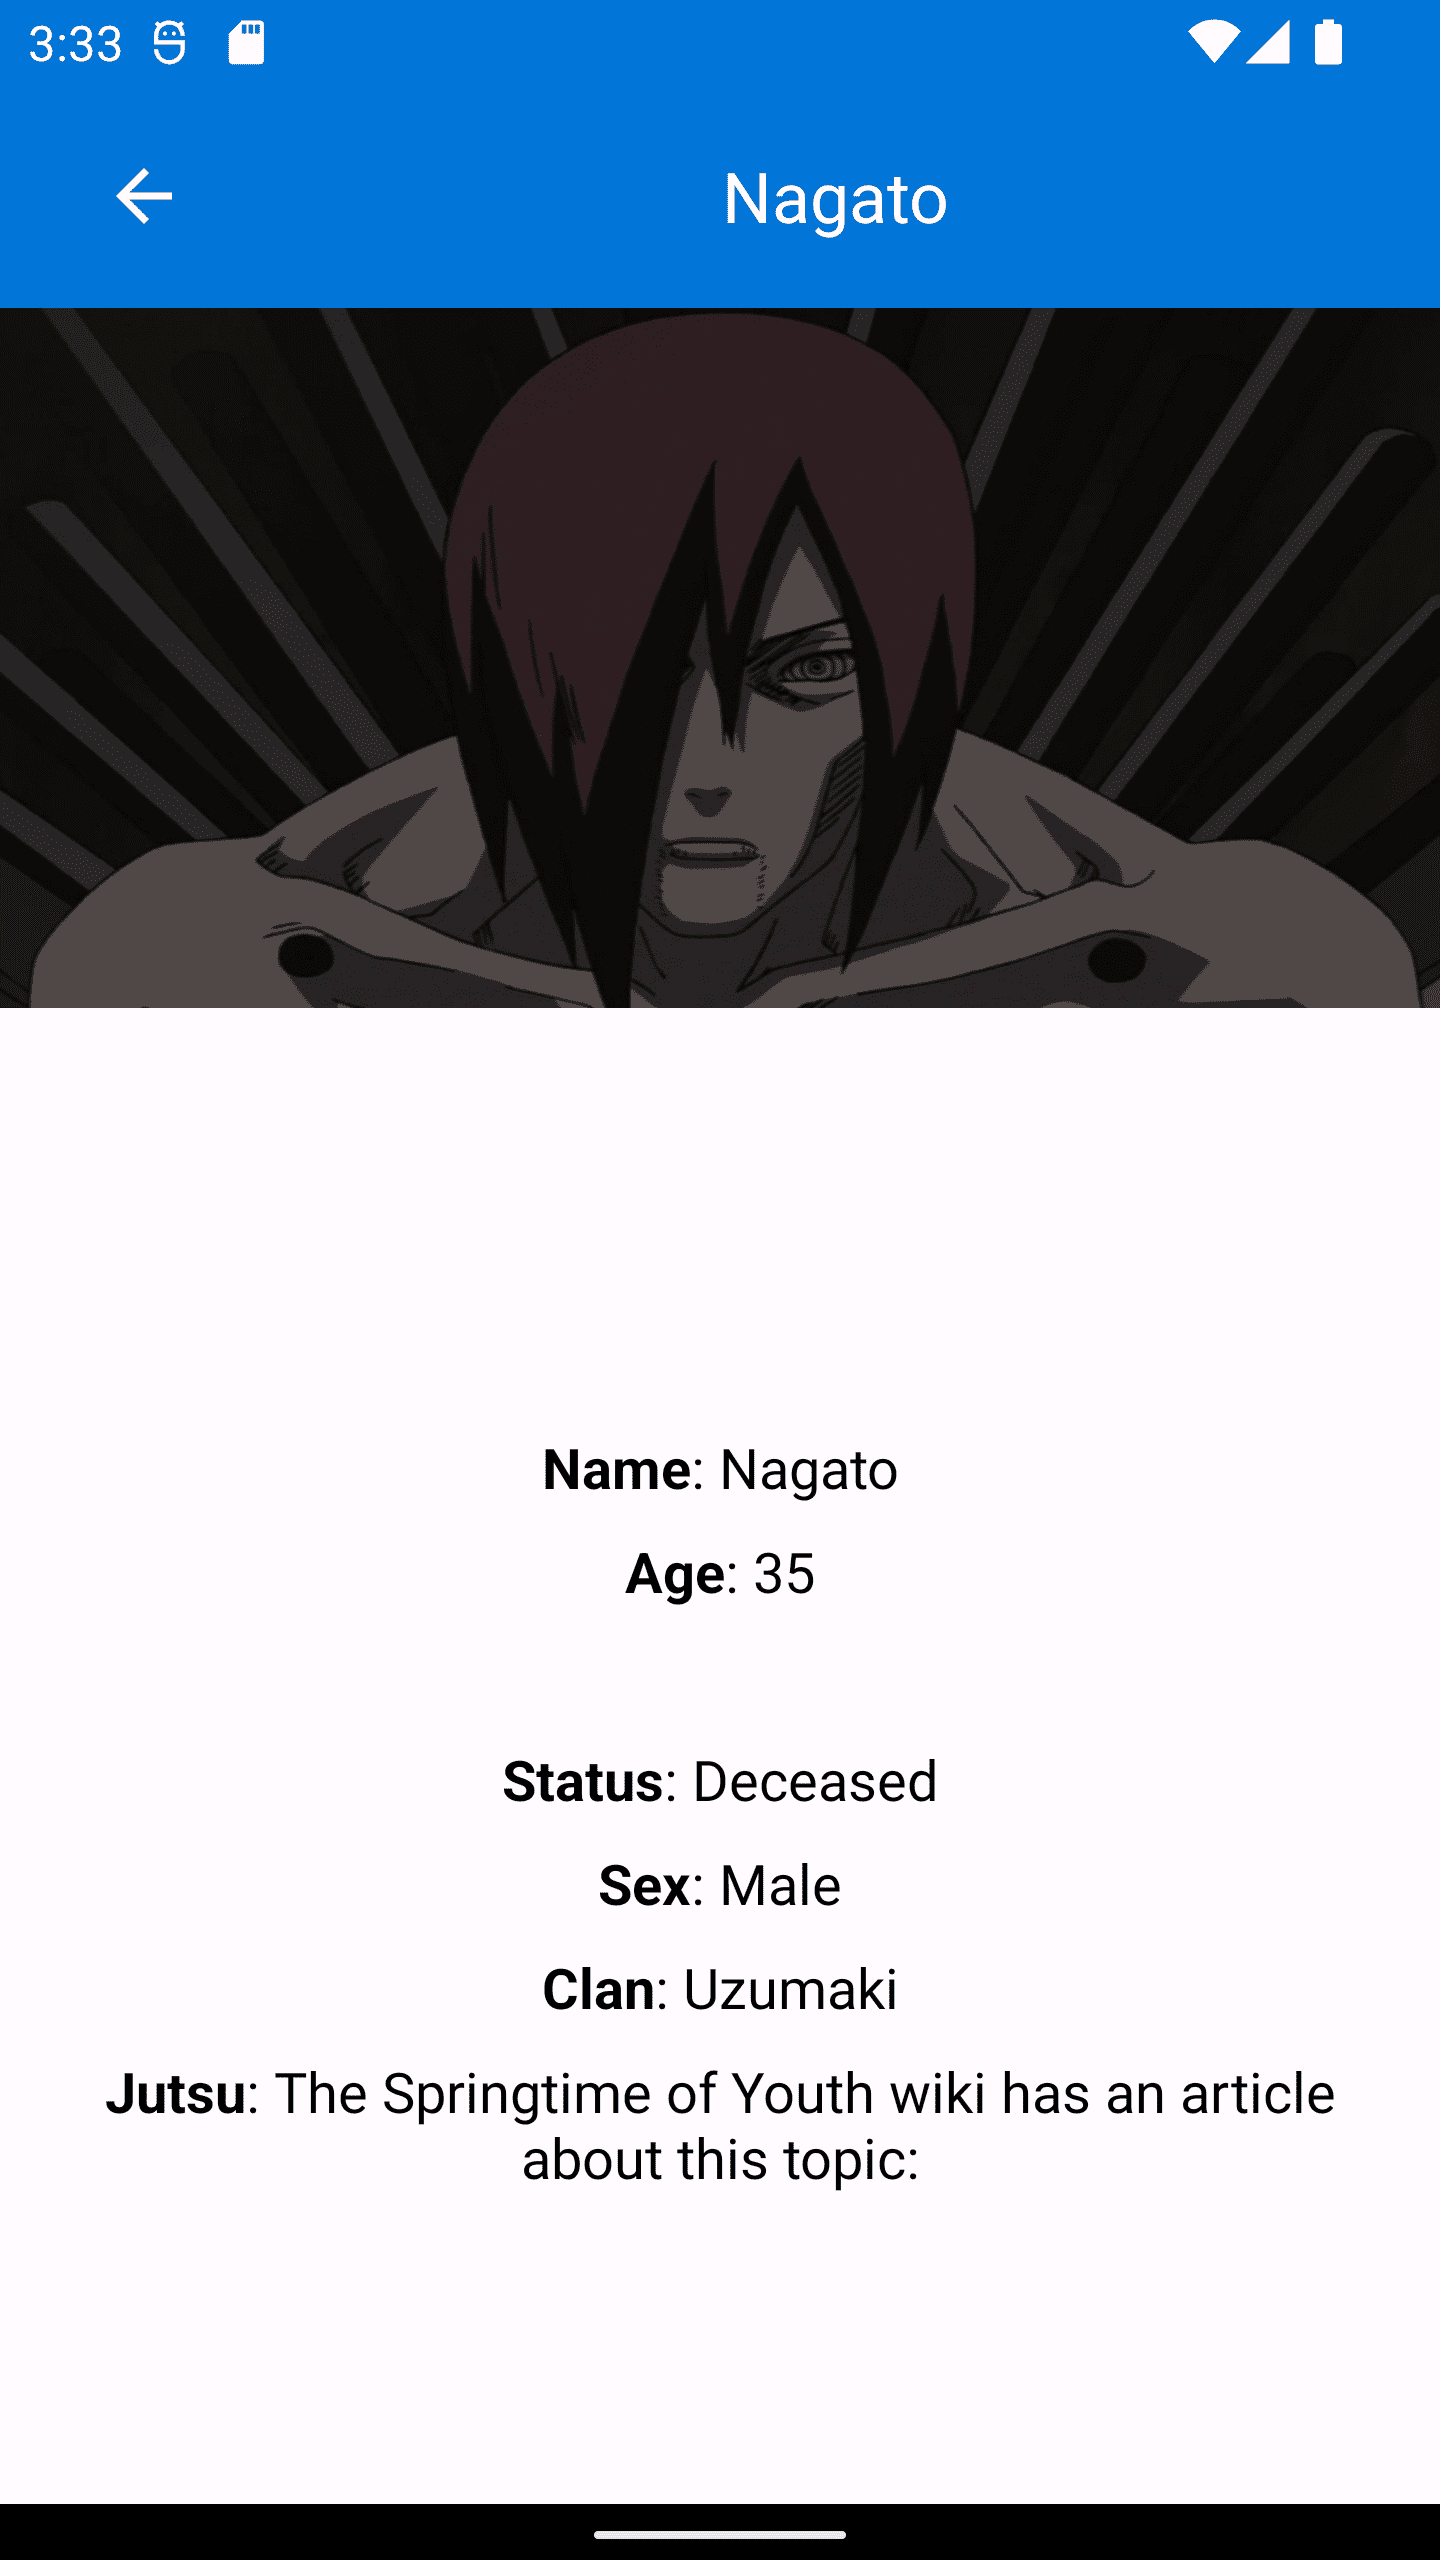 3:33
Nagato
Name: Nagato
Age: 35
Status: Deceased
Sex: Male
Clan: Uzumaki
Jutsu: The Springtime of Youth wiki has an article
about this topic: